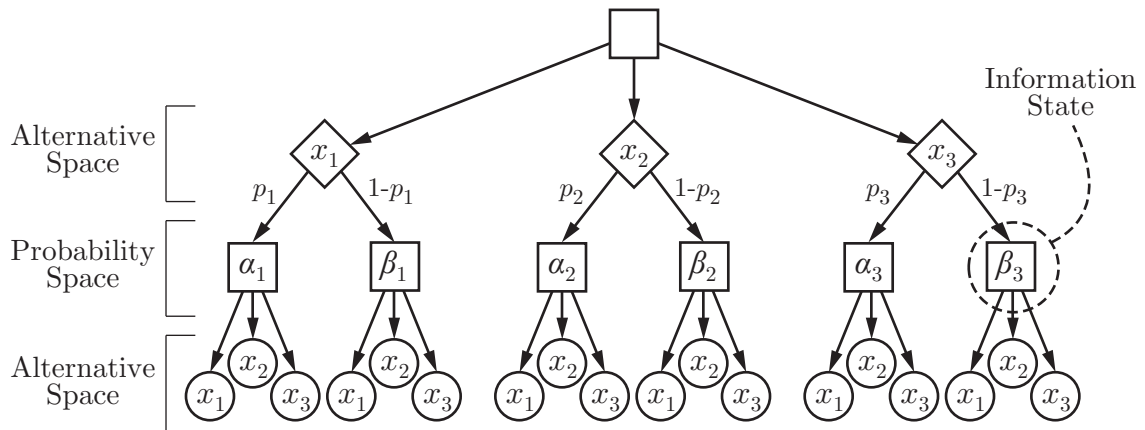 Information
State
Alternative
Space
x₁ x₂ x₃
p₁ 1-p₁ p₂ 1-p₂ p₃ 1-p₃
Probability
Space
α₁ β₁ α₂ β₂ α₃ β₃
Alternative
Space
x₂ x₂ x₂ x₂ x₂ x₂
x₁ x₃ x₁ x₃ x₁ x₃ x₁ x₃ x₁ x₃ x₁ x₃